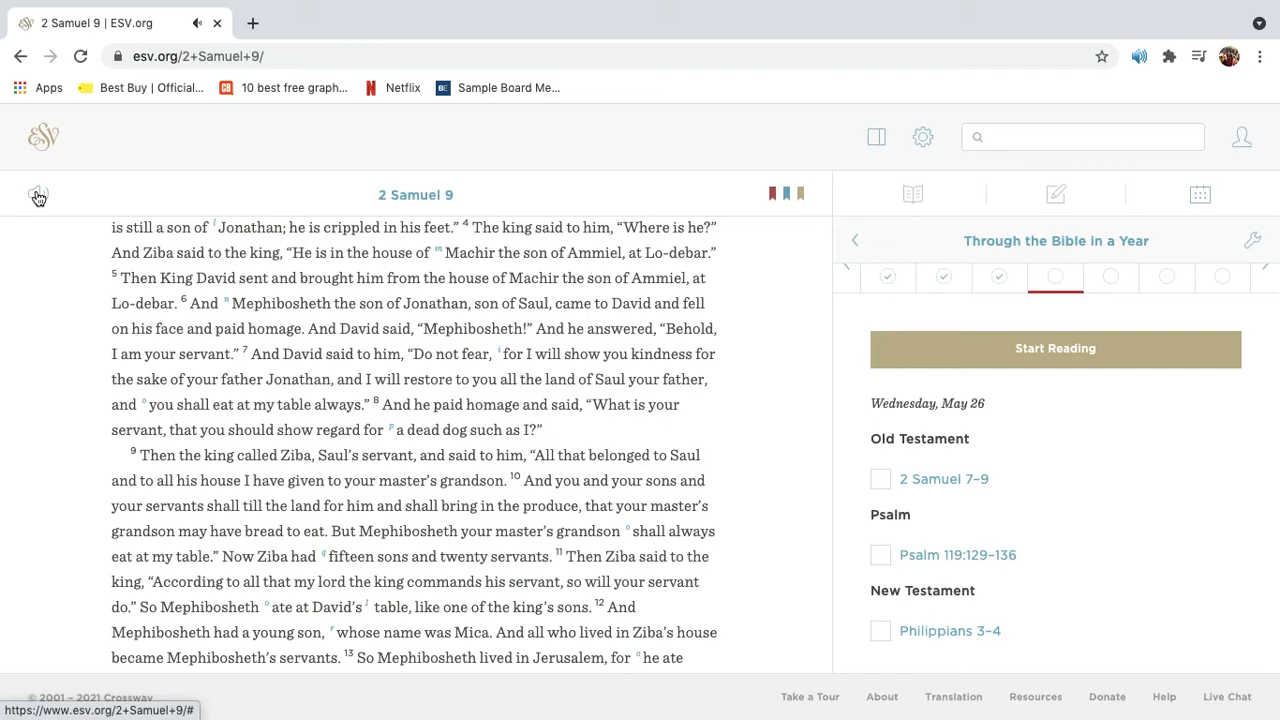 2 Samuel 9 | ESV.org
esv.org/2+Samuel+9/
Apps
Best Buy | Official...
CB
10 best free graph...
Netflix
BE
Sample Board Me...
ESV
2 Samuel 9
is still a son of l Jonathan; he is crippled in his feet.” 4 The king said to him, “Where is he?”
And Ziba said to the king, “He is in the house of m Machir the son of Ammiel, at Lo-debar.”
5 Then King David sent and brought him from the house of Machir the son of Ammiel, at
Lo-debar. 6 And n Mephibosheth the son of Jonathan, son of Saul, came to David and fell
on his face and paid homage. And David said, “Mephibosheth!” And he answered, “Behold,
I am your servant.” 7 And David said to him, “Do not fear, i for I will show you kindness for
the sake of your father Jonathan, and I will restore to you all the land of Saul your father,
and o you shall eat at my table always.” 8 And he paid homage and said, “What is your
servant, that you should show regard for p a dead dog such as I?”
9 Then the king called Ziba, Saul’s servant, and said to him, “All that belonged to Saul
and to all his house I have given to your master’s grandson. 10 And you and your sons and
your servants shall till the land for him and shall bring in the produce, that your master’s
grandson may have bread to eat. But Mephibosheth your master’s grandson o shall always
eat at my table.” Now Ziba had q fifteen sons and twenty servants. 11 Then Ziba said to the
king, “According to all that my lord the king commands his servant, so will your servant
do.” So Mephibosheth o ate at David’s 1 table, like one of the king’s sons. 12 And
Mephibosheth had a young son, r whose name was Mica. And all who lived in Ziba’s house
became Mephibosheth’s servants. 13 So Mephibosheth lived in Jerusalem, for o he ate
Through the Bible in a Year
Start Reading
Wednesday, May 26
Old Testament
2 Samuel 7–9
Psalm
Psalm 119:129–136
New Testament
Philippians 3–4
© 2001 – 2021 Crossway
Take a Tour
About
Translation
Resources
Donate
Help
Live Chat
https://www.esv.org/2+Samuel+9/#